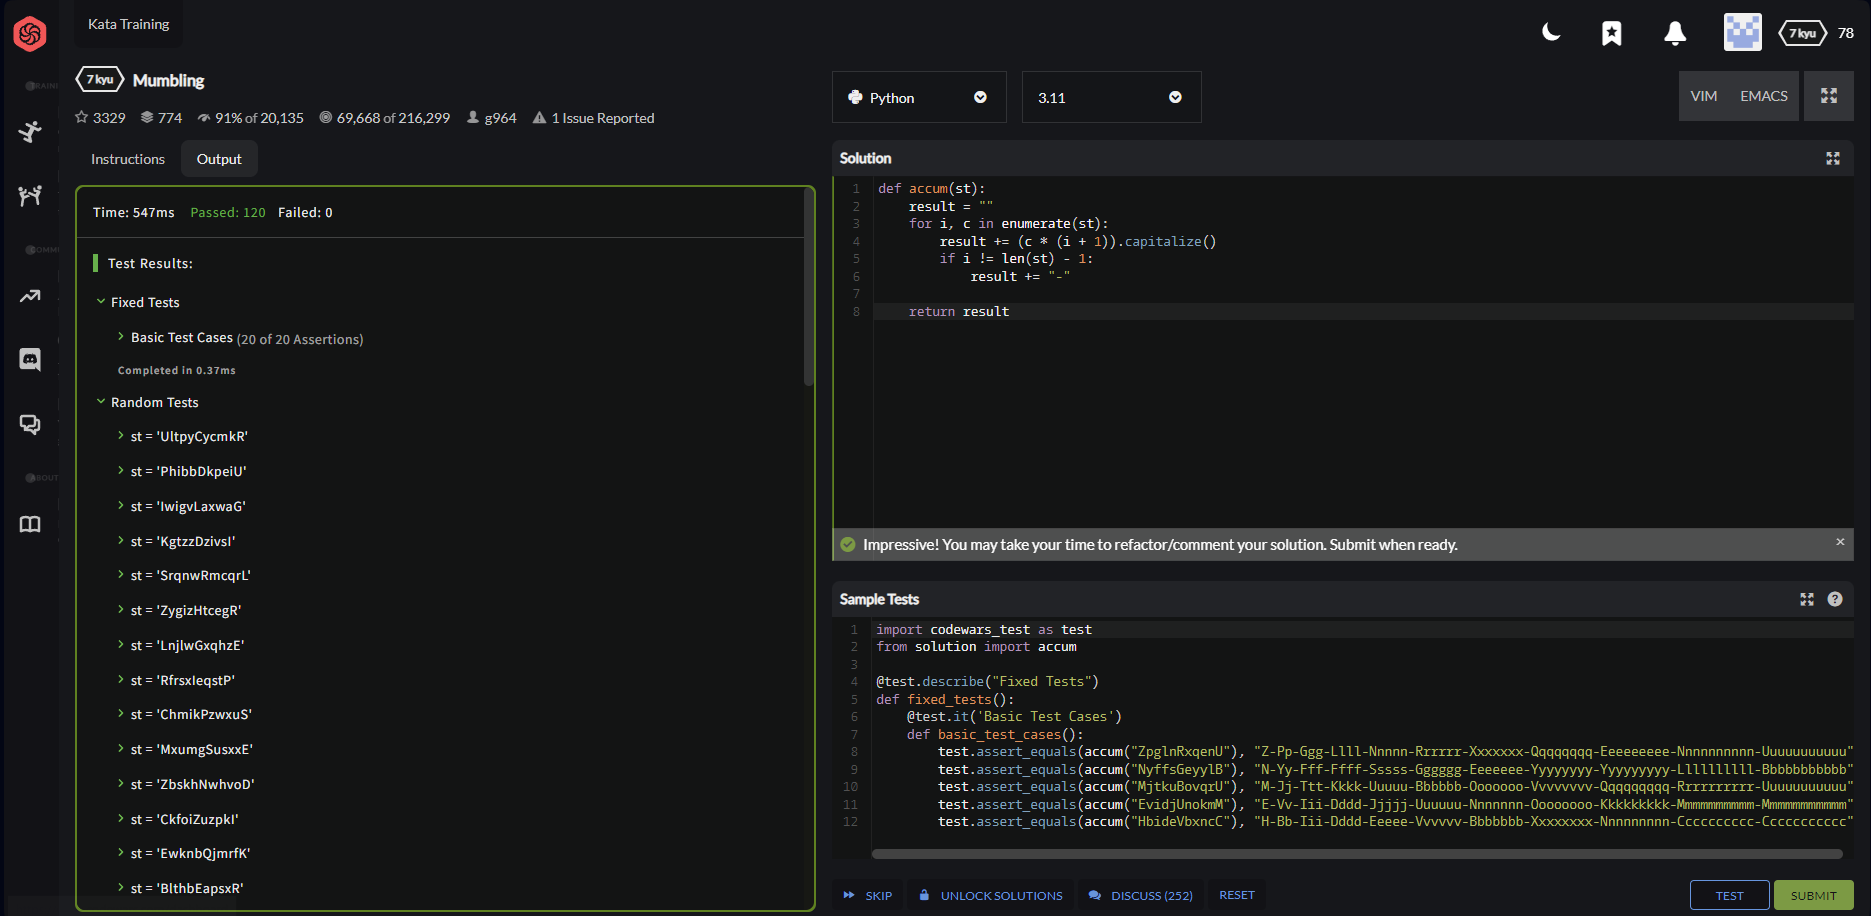 Kata Training
7 kyu
78
7 kyu Mumbling
3329 774 91% of 20,135 69,668 of 216,299 g964 1 Issue Reported
Instructions
Output
Time: 547ms Passed: 120 Failed: 0
Test Results:
Fixed Tests
Basic Test Cases (20 of 20 Assertions)
Completed in 0.37ms
Random Tests
st = 'UltpyCycmkR'
st = 'PhibbDkpeiU'
st = 'IwigvLaxwaG'
st = 'KgtzzDzivsI'
st = 'SrqnwRmcqrL'
st = 'ZygizHtcegR'
st = 'LnjlwGxqhzE'
st = 'RfrsxIeqstP'
st = 'ChmikPzwxuS'
st = 'MxumgSusxxE'
st = 'ZbskhNwhvoD'
st = 'CkfoiZuzpkI'
st = 'EwknbQjmrfK'
st = 'BlthbEapsxR'
Python
3.11
VIM
EMACS
Solution
1 def accum(st):
2 result = ""
3 for i, c in enumerate(st):
4 result += (c * (i + 1)).capitalize()
5 if i != len(st) - 1:
6 result += "-"
7
8 return result
Impressive! You may take your time to refactor/comment your solution. Submit when ready.
×
Sample Tests
?
1 import codewars_test as test
2 from solution import accum
3
4 @test.describe("Fixed Tests")
5 def fixed_tests():
6 @test.it('Basic Test Cases')
7 def basic_test_cases():
8 test.assert_equals(accum("ZpglnRxqenU"), "Z-Pp-Ggg-Llll-Nnnnn-Rrrrrr-Xxxxxxx-Qqqqqqqq-Eeeeeeeee-Nnnnnnnnnn-Uuuuuuuuuuu"
9 test.assert_equals(accum("NyffsGeyylB"), "N-Yy-Fff-Ffff-Sssss-Gggggg-Eeeeeee-Yyyyyyyy-Yyyyyyyyy-Llllllllll-Bbbbbbbbbbb"
10 test.assert_equals(accum("MjtkuBovqrU"), "M-Jj-Ttt-Kkkk-Uuuuu-Bbbbbb-Ooooooo-Vvvvvvvv-Qqqqqqqqq-Rrrrrrrrrr-Uuuuuuuuuuu"
11 test.assert_equals(accum("EvidjUnokmM"), "E-Vv-Iii-Dddd-Jjjjj-Uuuuuu-Nnnnnnn-Oooooooo-Kkkkkkkkk-Mmmmmmmmmm-Mmmmmmmmmmm"
12 test.assert_equals(accum("HbideVbxncC"), "H-Bb-Iii-Dddd-Eeeee-Vvvvvv-Bbbbbbb-Xxxxxxxx-Nnnnnnnnn-Cccccccccc-Ccccccccccc"
SKIP
UNLOCK SOLUTIONS
DISCUSS (252)
RESET
TEST
SUBMIT